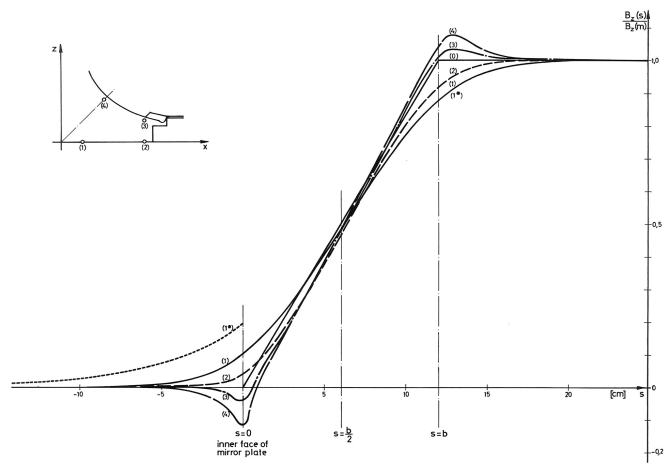 B_z(s)
B_z(m)
(4)
(3)
(0)
1,0
(2)
(1)
(1*)
z
(4)
(3)
(1)
(2)
x
0,5
(1*)
(1)
(2)
-10
-5
5
10
15
20
[cm]
s
0
(3)
(4)
s=0
s=b/2
s=b
inner face of
mirror plate
-0,2